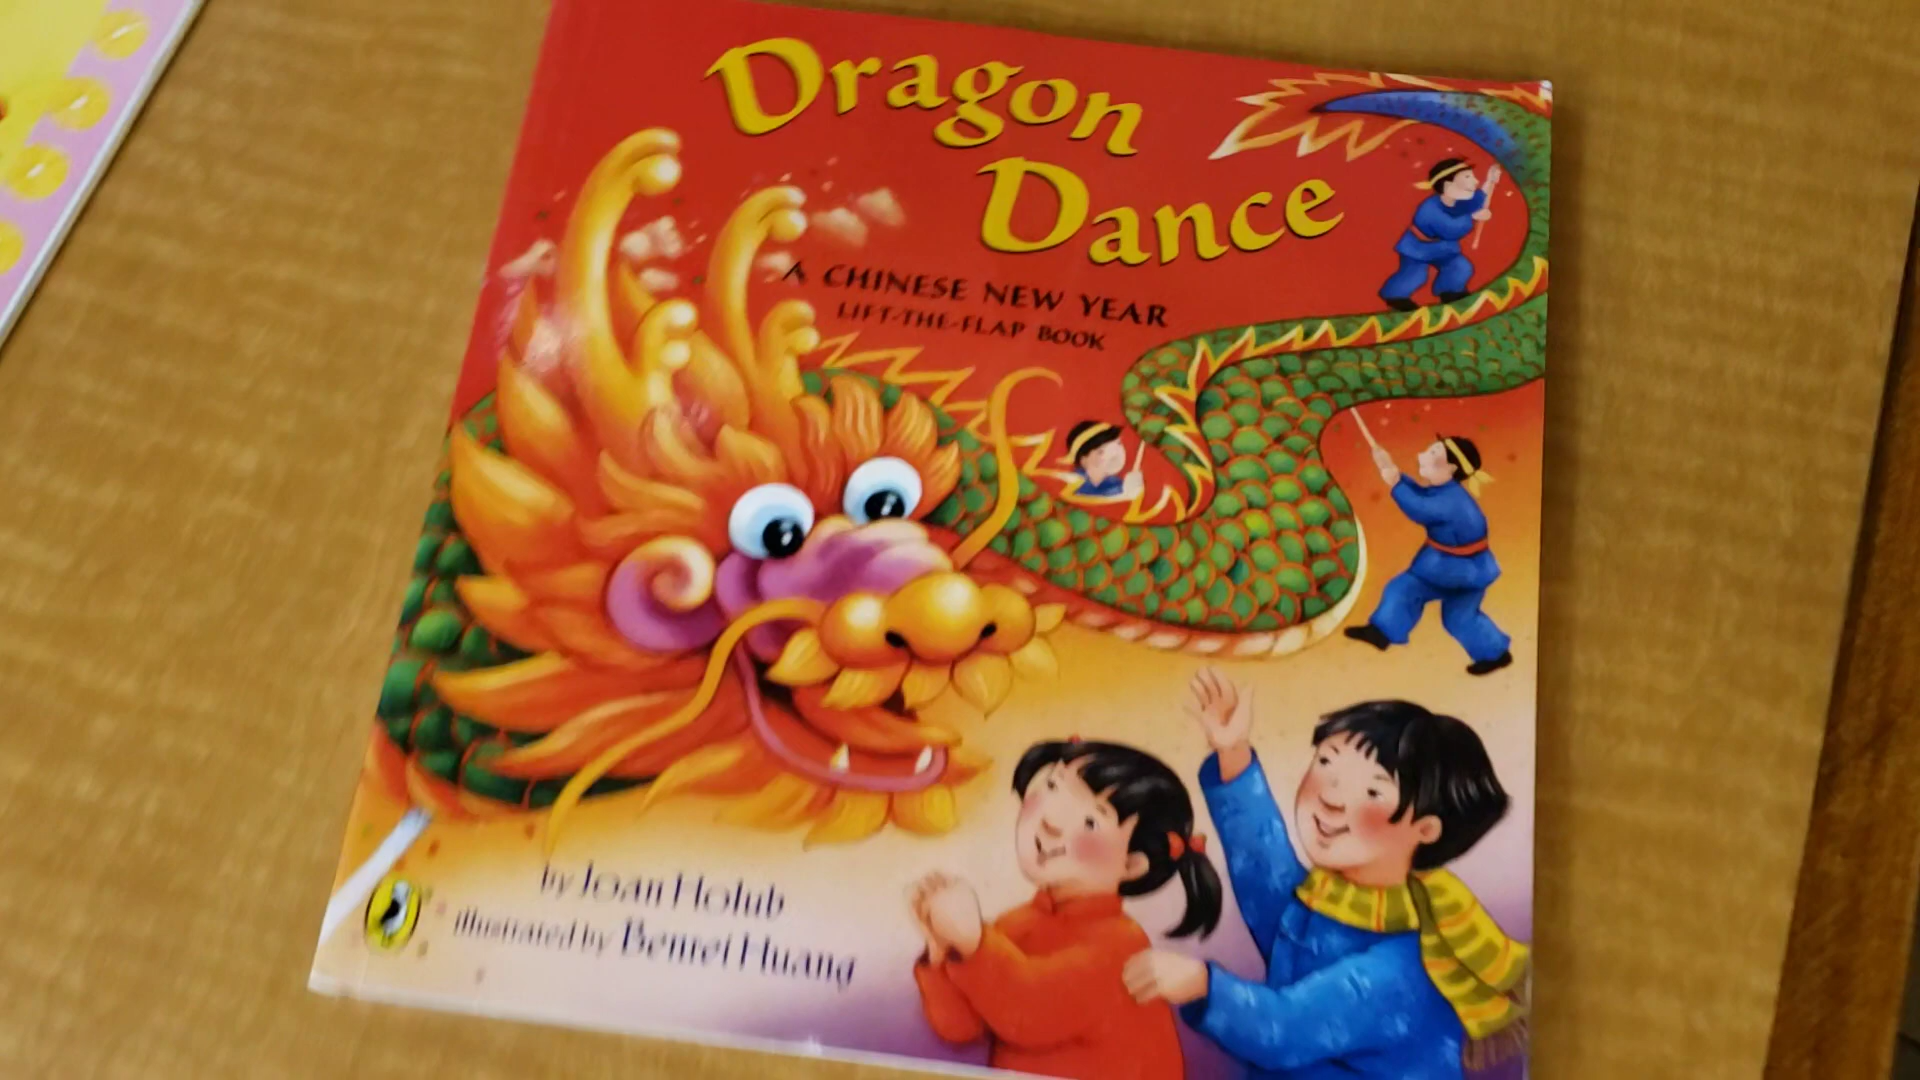 Dragon
Dance
A CHINESE NEW YEAR
LIFT-THE-FLAP BOOK
by Joan Holub
illustrated by Benrei Huang